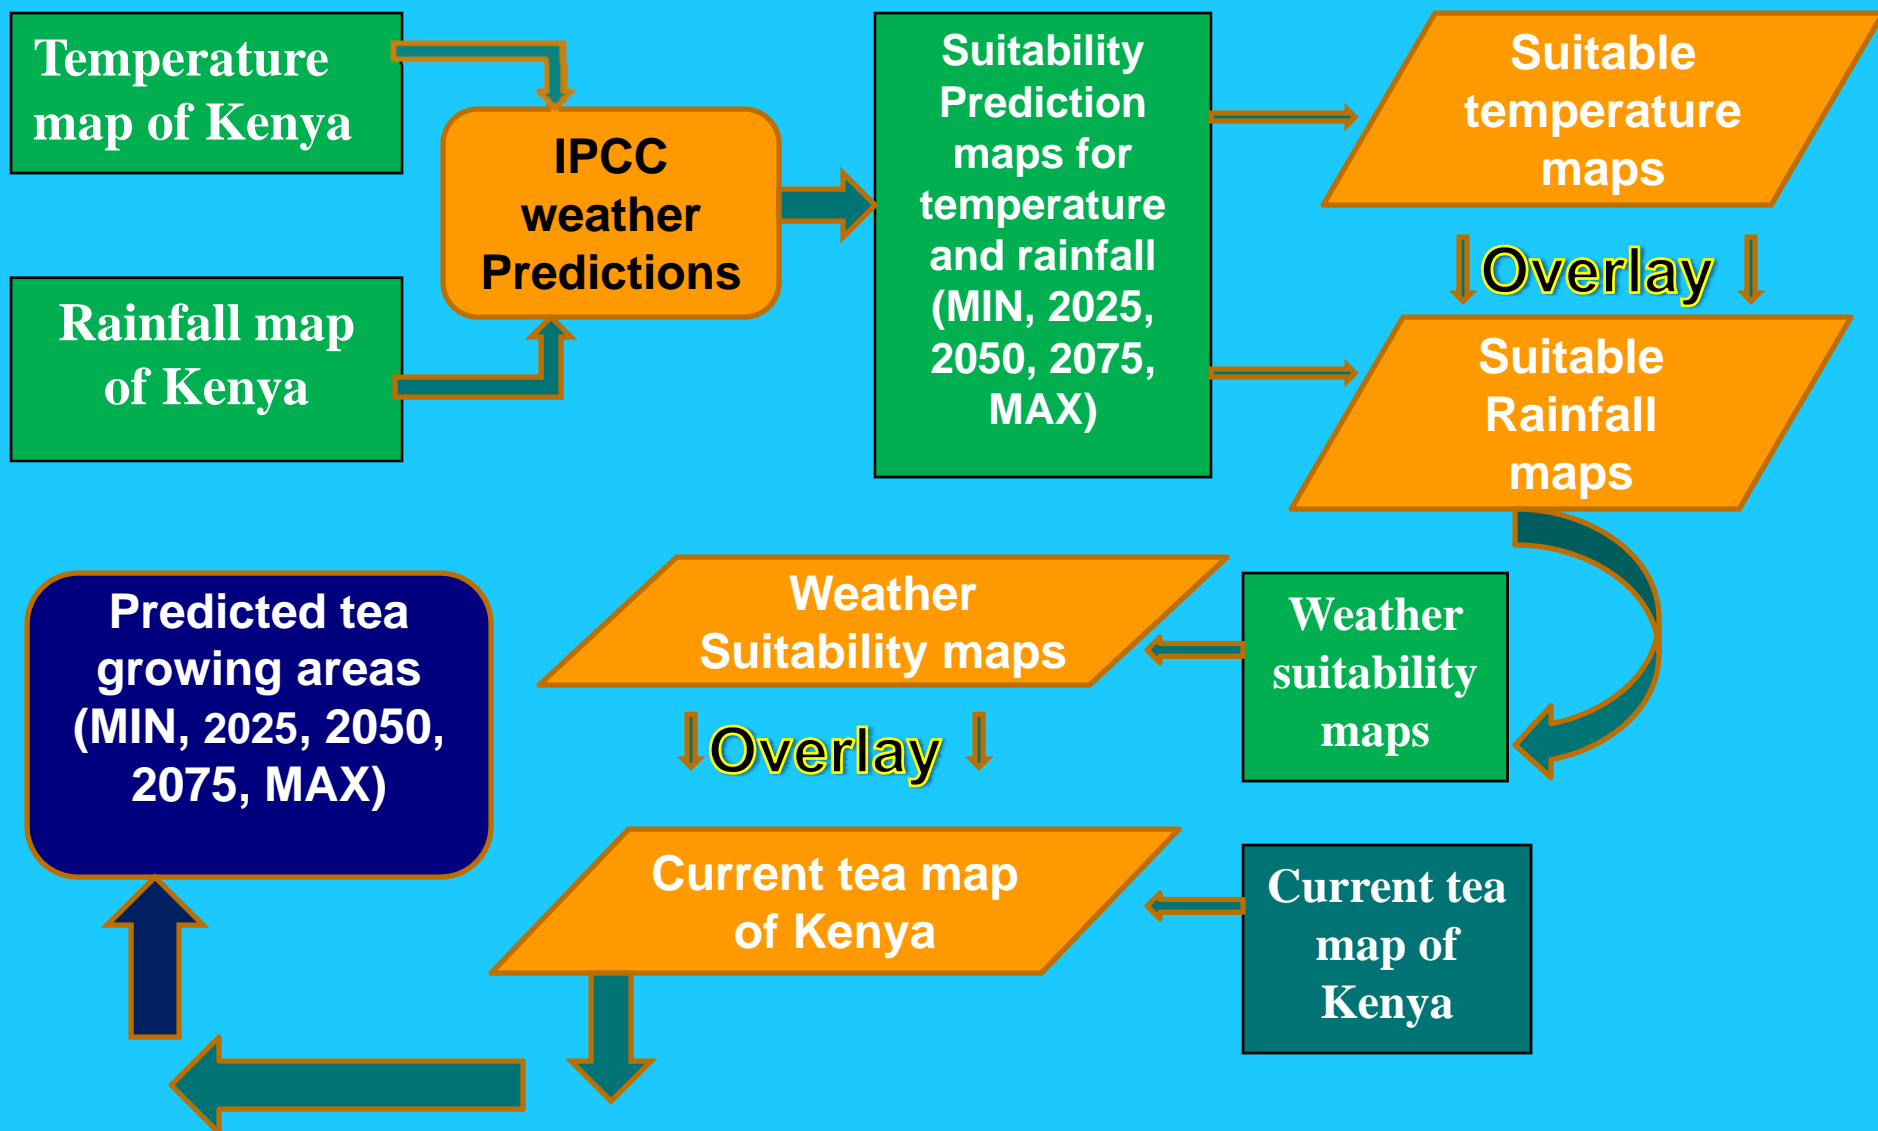 Temperature
map of Kenya
Rainfall map
of Kenya
IPCC
weather
Predictions
Suitability
Prediction
maps for
temperature
and rainfall
(MIN, 2025,
2050, 2075,
MAX)
Suitable
temperature
maps
Overlay
Suitable
Rainfall
maps
Weather
suitability
maps
Weather
Suitability maps
Overlay
Current tea map
of Kenya
Current tea
map of
Kenya
Predicted tea
growing areas
(MIN, 2025, 2050,
2075, MAX)